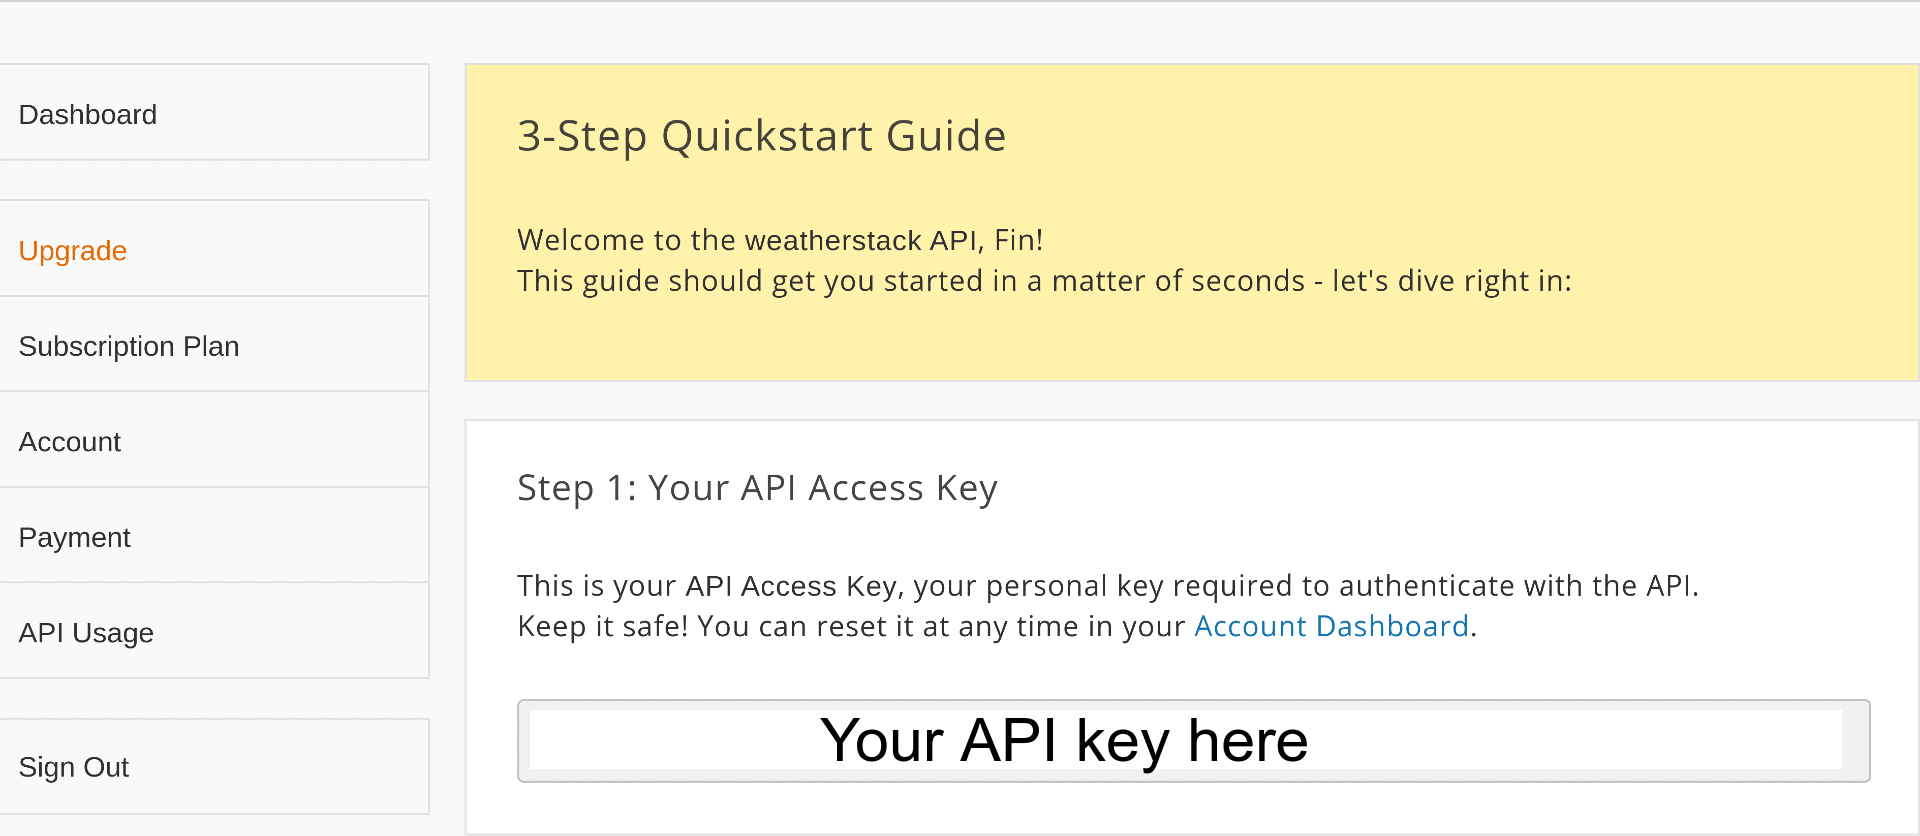 Dashboard
Upgrade
Subscription Plan
Account
Payment
API Usage
Sign Out
3-Step Quickstart Guide
Welcome to the weatherstack API, Fin!
This guide should get you started in a matter of seconds - let's dive right in:
Step 1: Your API Access Key
This is your API Access Key, your personal key required to authenticate with the API.
Keep it safe! You can reset it at any time in your Account Dashboard.
Your API key here